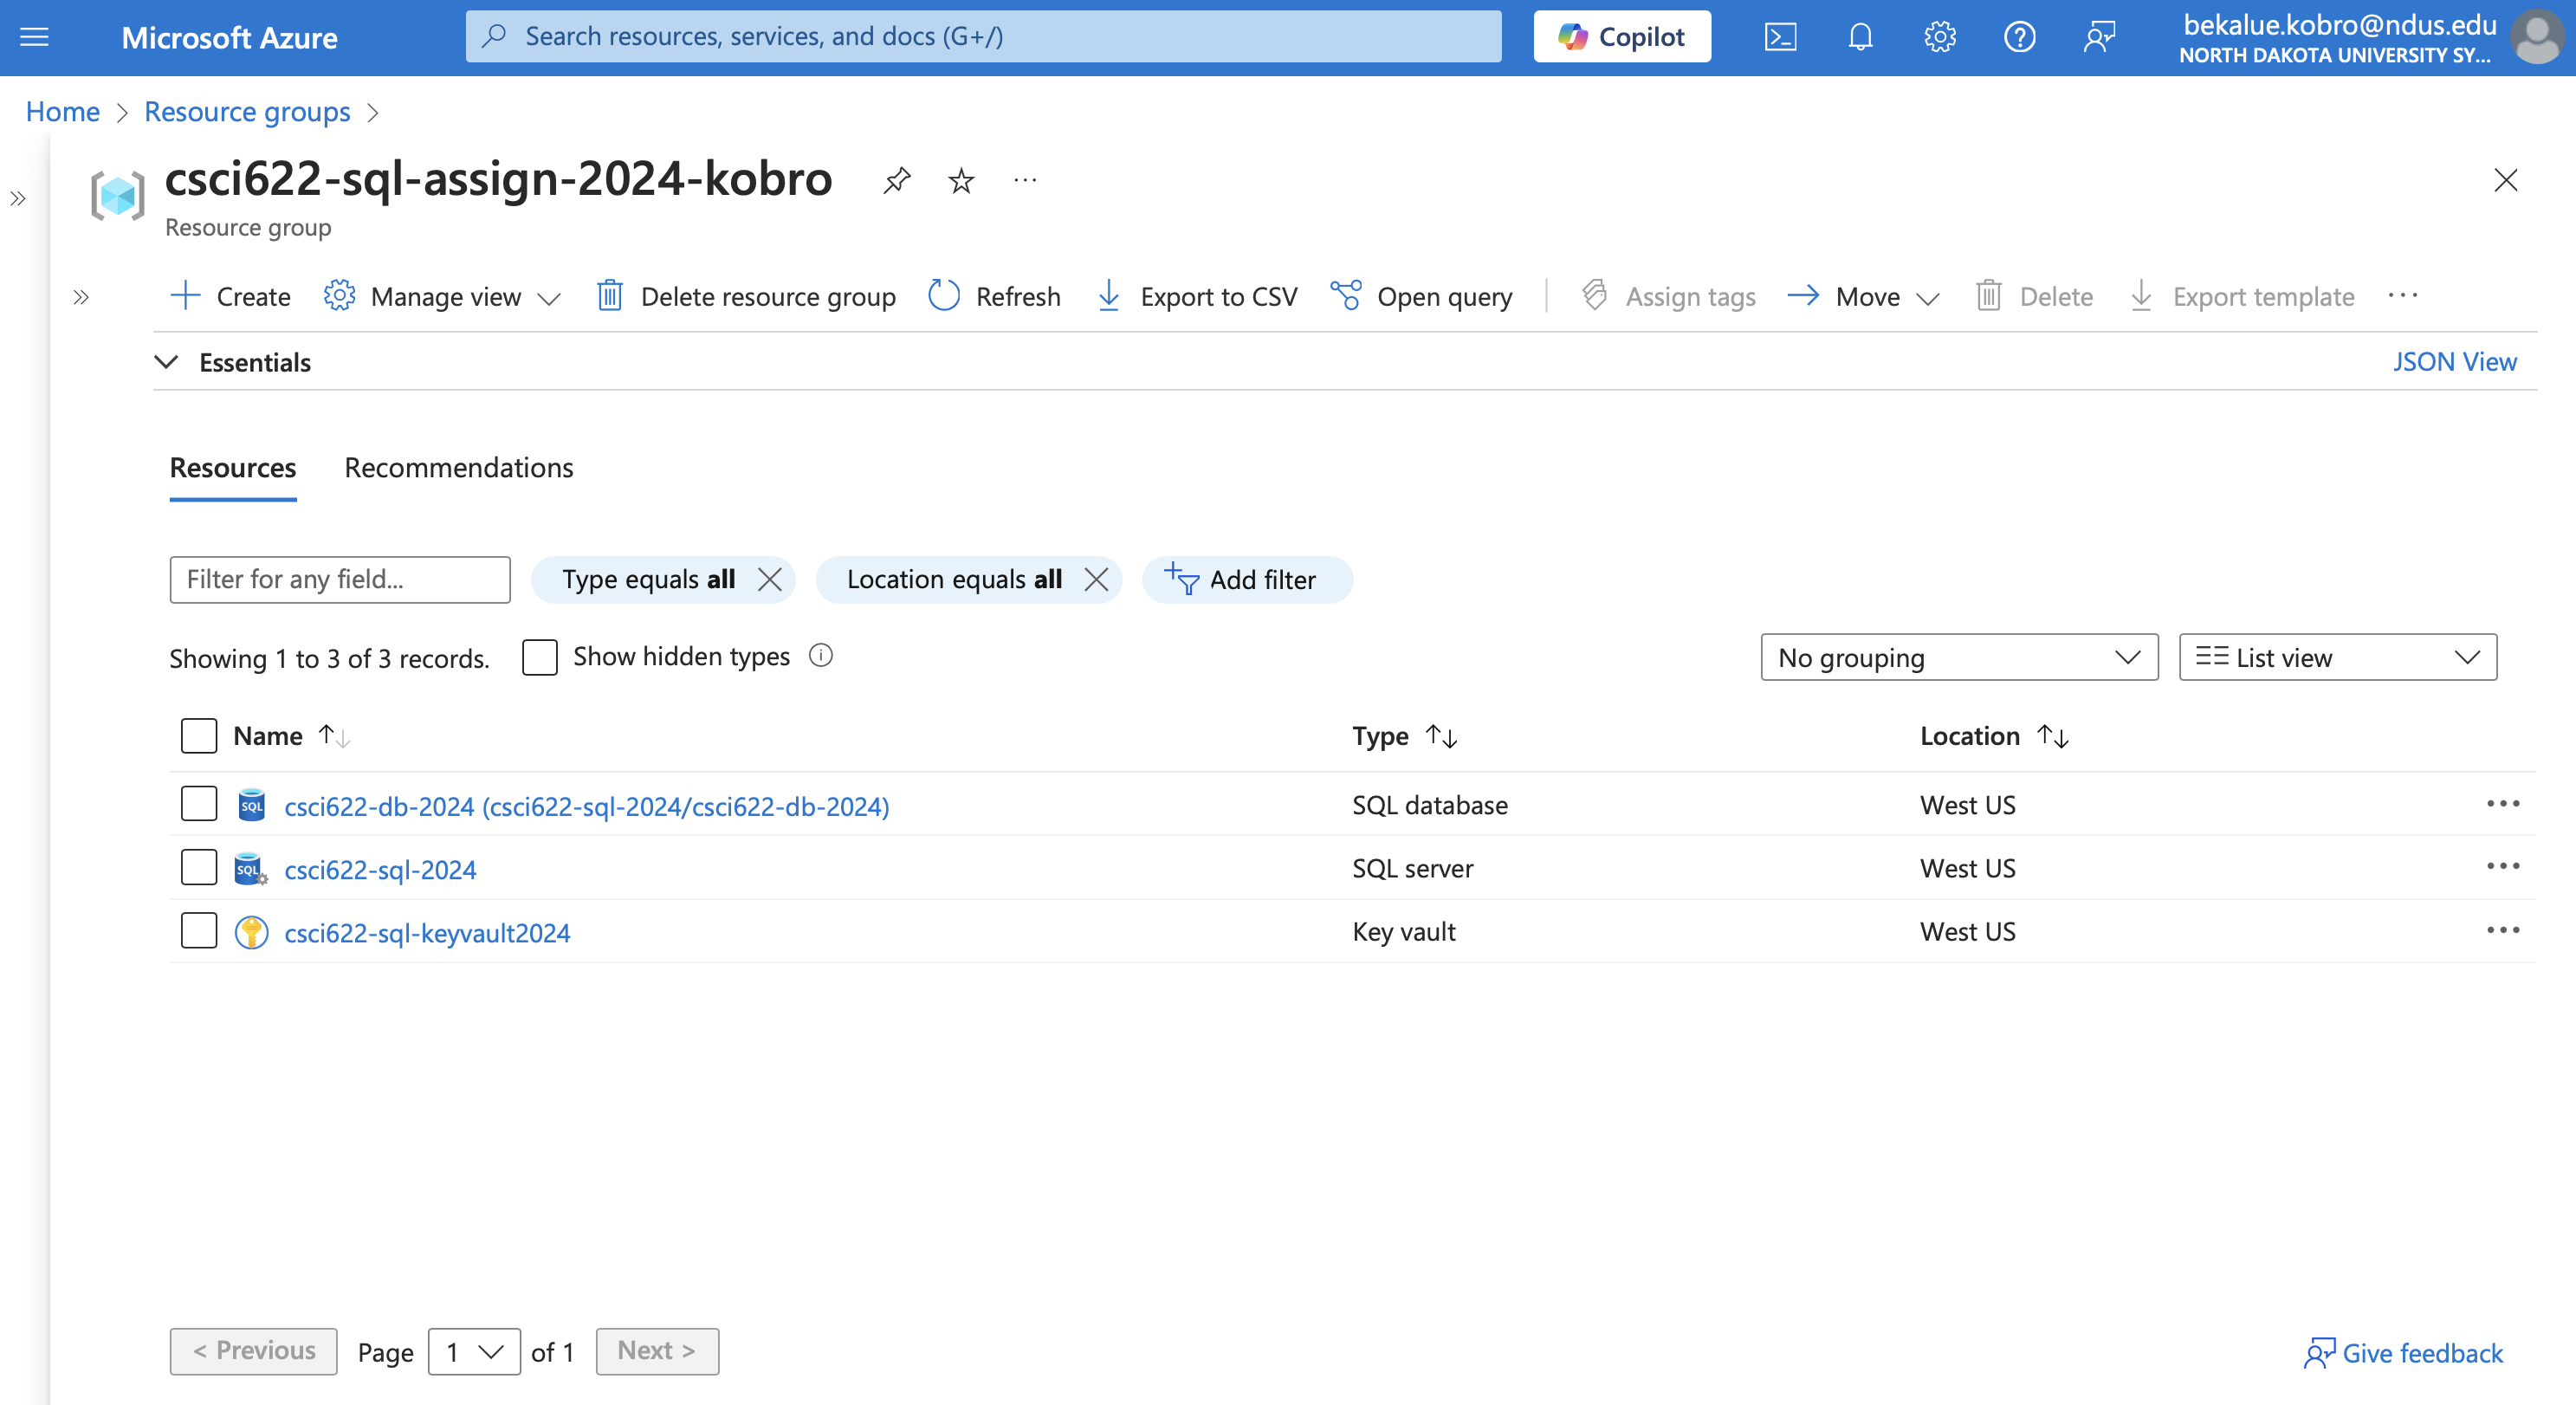 Microsoft Azure
Search resources, services, and docs (G+/)
Copilot
bekalue.kobro@ndus.edu
NORTH DAKOTA UNIVERSITY SY...
Home > Resource groups >
csci622-sql-assign-2024-kobro
Resource group
Create Manage view Delete resource group Refresh Export to CSV Open query Assign tags Move Delete Export template
Essentials JSON View
Resources Recommendations
Filter for any field... Type equals all Location equals all Add filter
Showing 1 to 3 of 3 records. Show hidden types No grouping List view
Name Type Location
SQL csci622-db-2024 (csci622-sql-2024/csci622-db-2024) SQL database West US
SQL csci622-sql-2024 SQL server West US
csci622-sql-keyvault2024 Key vault West US
< Previous Page 1 of 1 Next > Give feedback